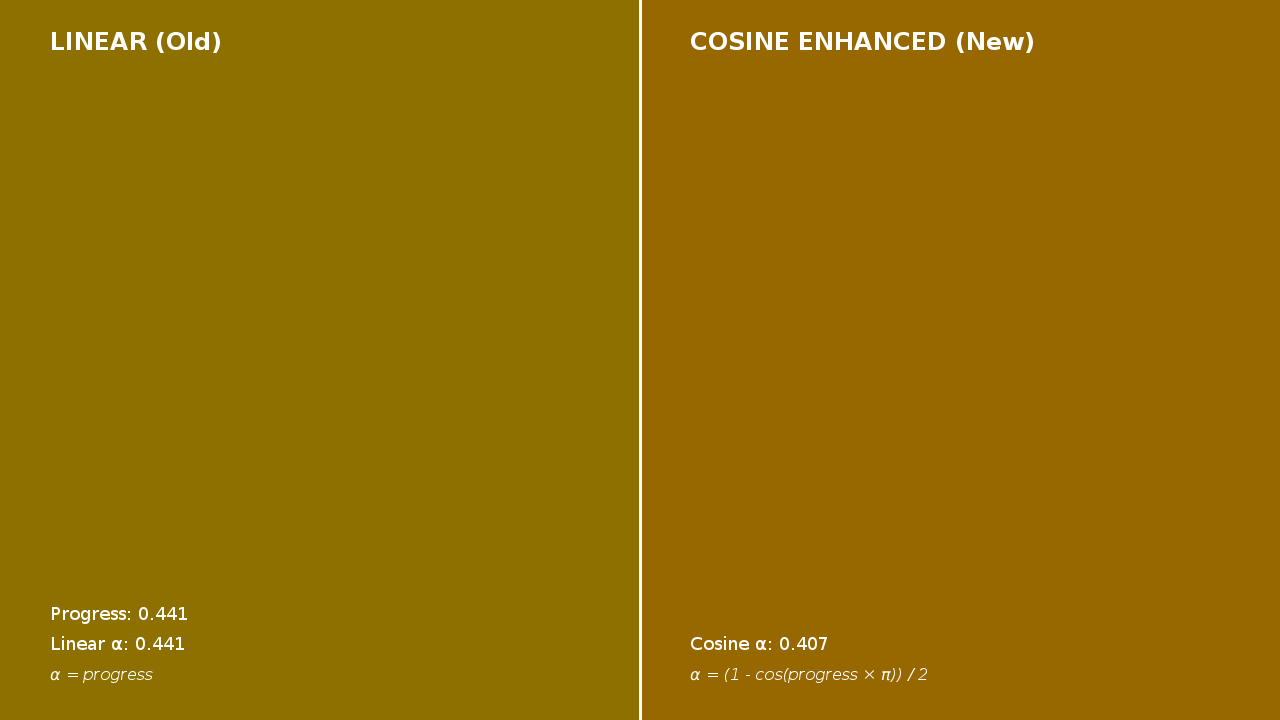 LINEAR (Old)
Progress: 0.441
Linear α: 0.441
α = progress
COSINE ENHANCED (New)
Cosine α: 0.407
α = (1 - cos(progress × π)) / 2